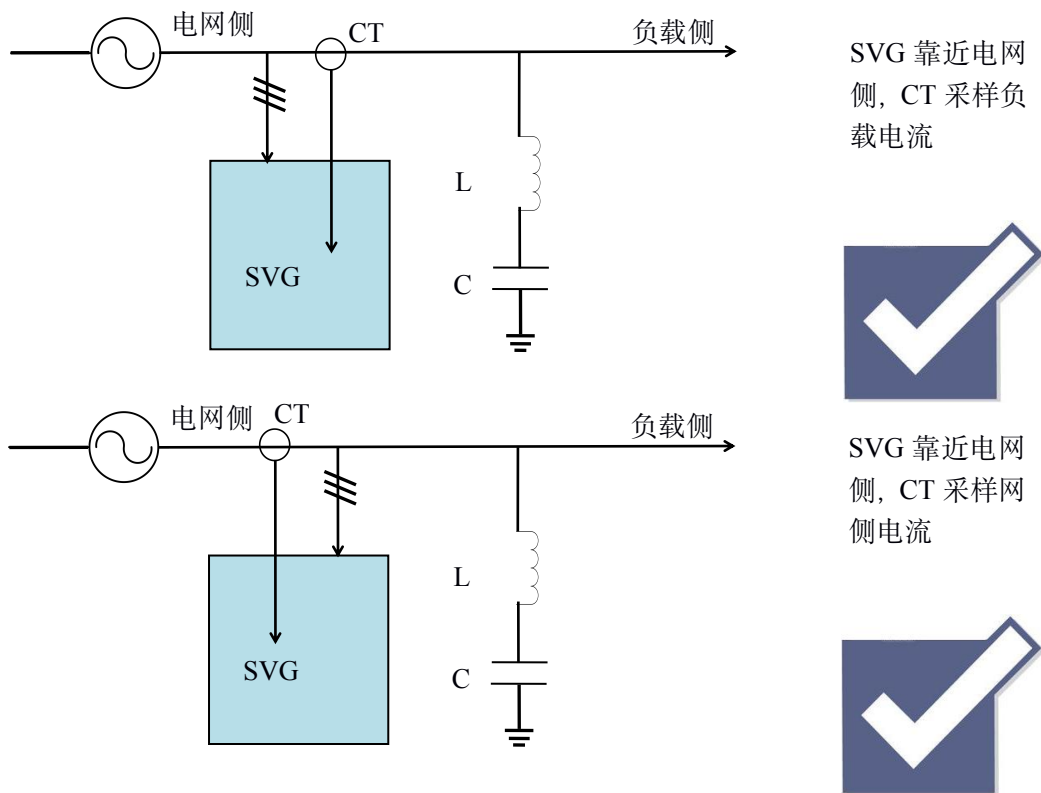 电网侧
CT
负载侧
SVG
L
C
SVG 靠近电网
侧, CT 采样负
载电流
电网侧
CT
负载侧
SVG
L
C
SVG 靠近电网
侧, CT 采样网
侧电流